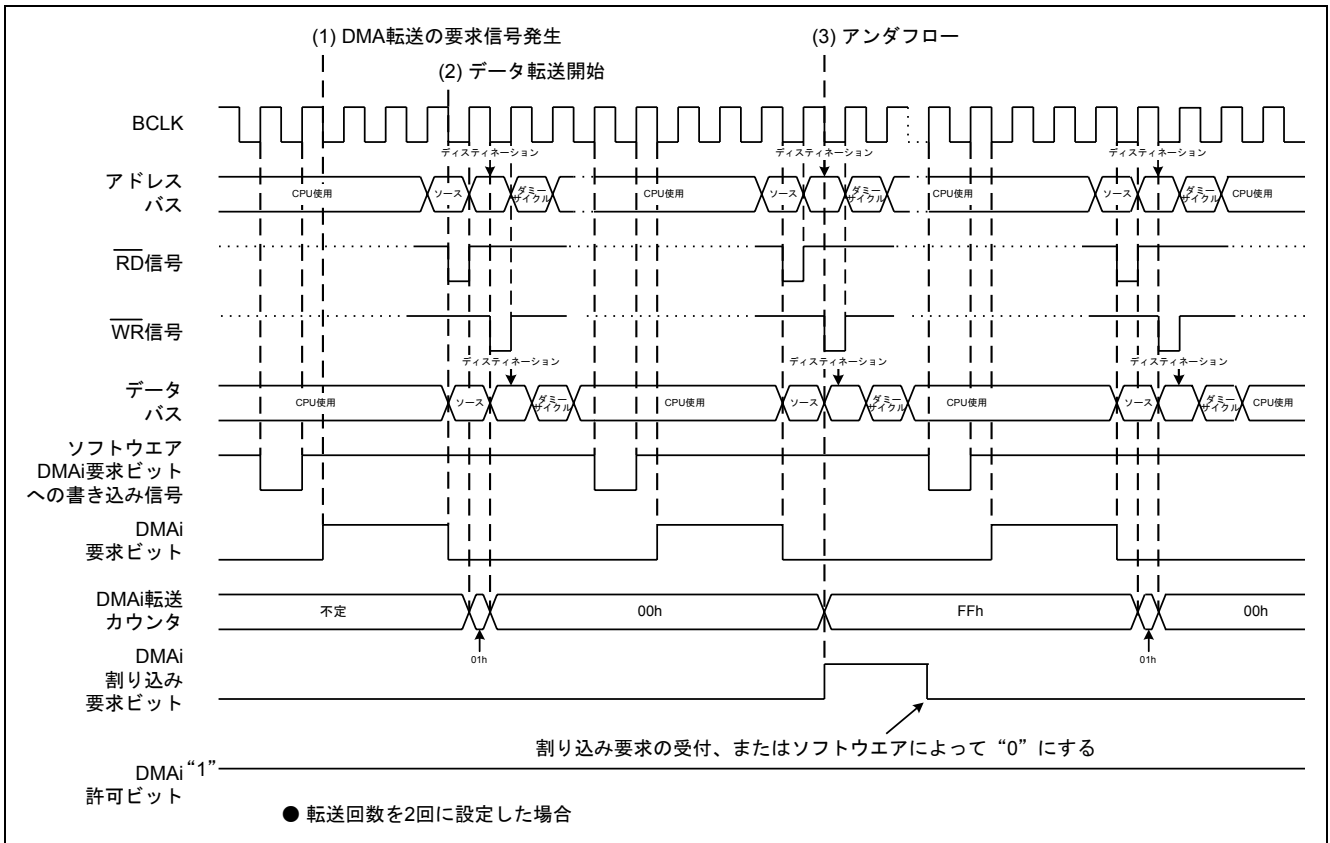 (1) DMA転送の要求信号発生
(3) アンダフロー
(2) データ転送開始
BCLK
ディスティネーション
ディスティネーション
ディスティネーション
アドレス
バス
CPU使用
ソース
ダミー
サイクル
CPU使用
ソース
ダミー
サイクル
CPU使用
ソース
ダミー
サイクル
CPU使用
RD信号
WR信号
ディスティネーション
ディスティネーション
ディスティネーション
データ
バス
CPU使用
ソース
ダミー
サイクル
CPU使用
ソース
ダミー
サイクル
CPU使用
ソース
ダミー
サイクル
CPU使用
ソフトウエア
DMAi要求ビット
への書き込み信号
DMAi
要求ビット
DMAi転送
カウンタ
不定
00h
FFh
00h
01h
01h
DMAi
割り込み
要求ビット
割り込み要求の受付、またはソフトウエアによって“0”にする
DMAi “1”
許可ビット
● 転送回数を2回に設定した場合